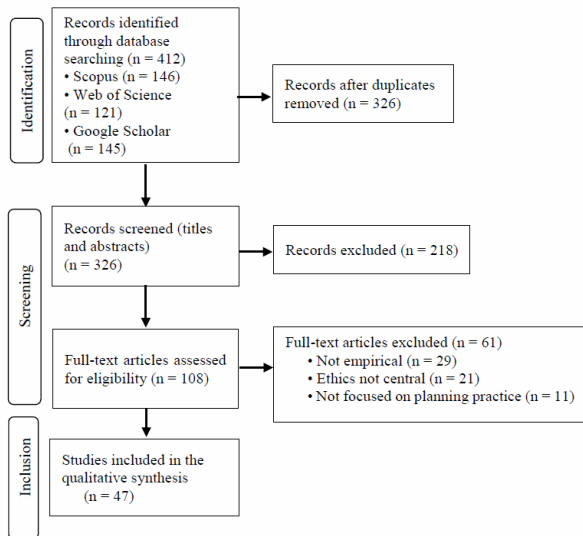 Identification
Records identified
through database
searching (n = 412)
• Scopus (n = 146)
• Web of Science
(n = 121)
• Google Scholar
(n = 145)
Records after duplicates
removed (n = 326)
Screening
Records screened (titles
and abstracts)
(n = 326)
Records excluded (n = 218)
Full-text articles assessed
for eligibility (n = 108)
Full-text articles excluded (n = 61)
• Not empirical (n = 29)
• Ethics not central (n = 21)
• Not focused on planning practice (n = 11)
Inclusion
Studies included in the
qualitative synthesis
(n = 47)